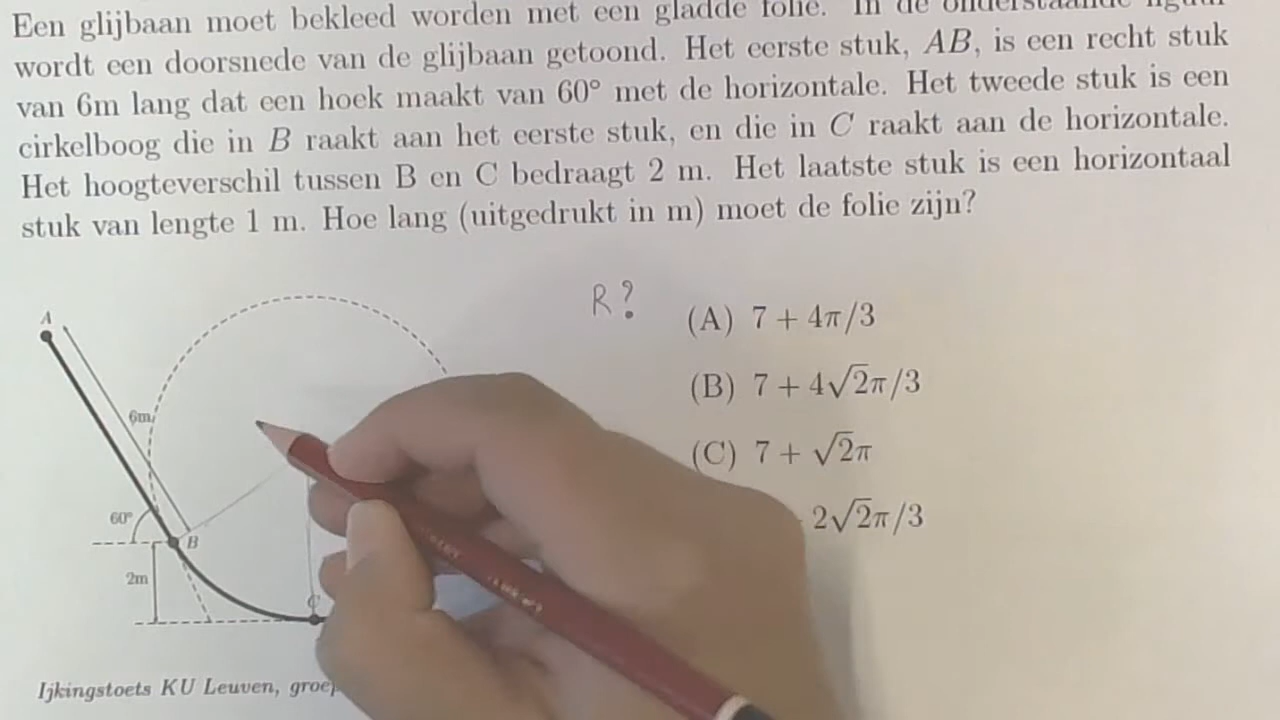 Een glijbaan moet bekleed worden met een gladde folie. In de onderstaande figuur
wordt een doorsnede van de glijbaan getoond. Het eerste stuk, AB, is een recht stuk
van 6m lang dat een hoek maakt van 60° met de horizontale. Het tweede stuk is een
cirkelboog die in B raakt aan het eerste stuk, en die in C raakt aan de horizontale.
Het hoogteverschil tussen B en C bedraagt 2 m. Het laatste stuk is een horizontaal
stuk van lengte 1 m. Hoe lang (uitgedrukt in m) moet de folie zijn?
R?
(A) 7 + 4π/3
(B) 7 + 4√2π/3
(C) 7 + √2π
2√2π/3
A
6m
60°
B
2m
C
Ijkingstoets KU Leuven,